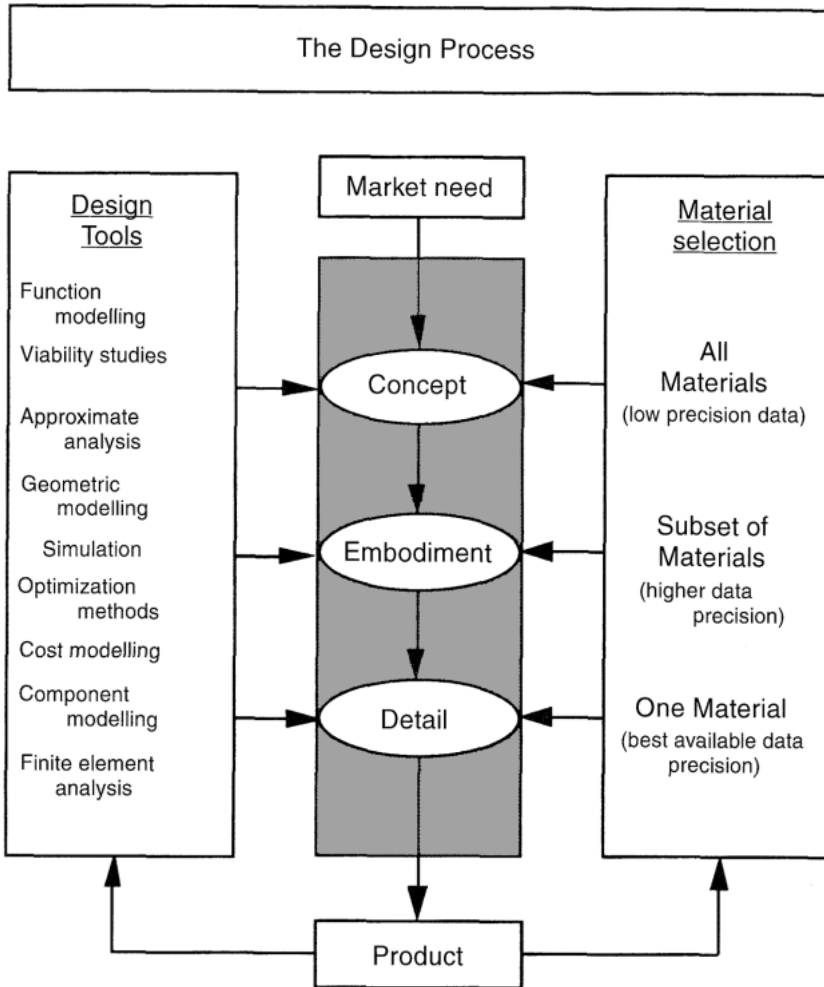 The Design Process
Design
Tools
Function
modelling
Viability studies
Approximate
analysis
Geometric
modelling
Simulation
Optimization
methods
Cost modelling
Component
modelling
Finite element
analysis
Market need
Concept
Embodiment
Detail
Product
Material
selection
All
Materials
(low precision data)
Subset of
Materials
(higher data
precision)
One Material
(best available data
precision)